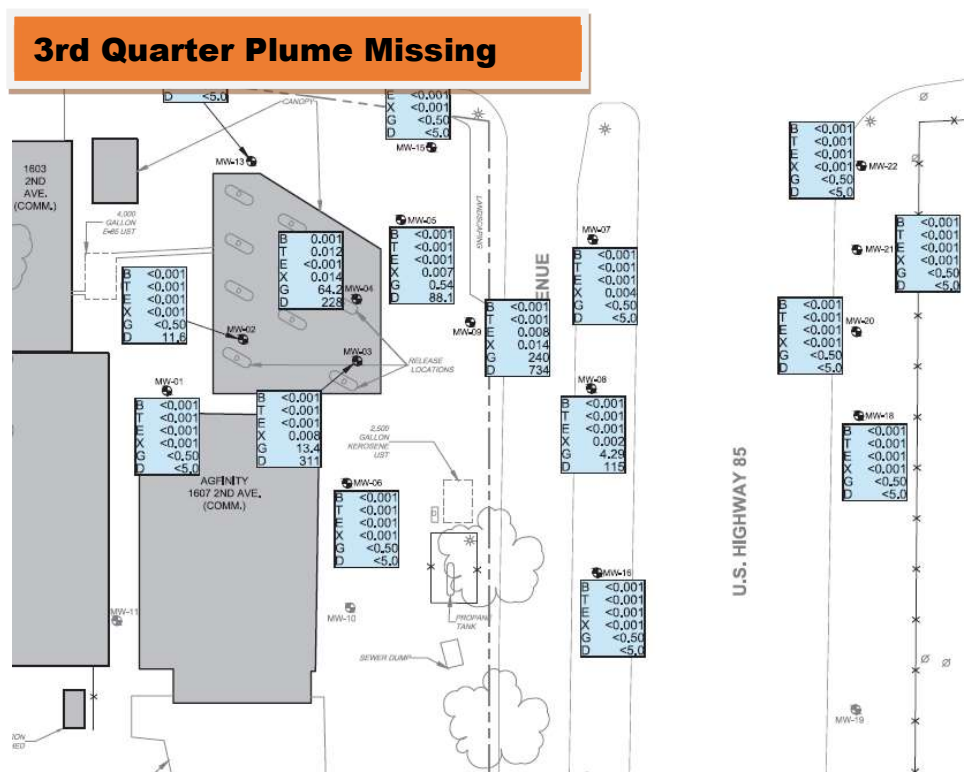 3rd Quarter Plume Missing
D <5.0
CANOPY
E <0.001
X <0.001
G <0.50
D <5.0
MW-15
MW-13
1603
2ND
AVE.
(COMM.)
4,000
GALLON
E-85 UST
B <0.001
T <0.001
E <0.001
X <0.001
G <0.50
D 11.6
MW-02
B 0.001
T 0.012
E <0.001
X 0.014
G 64.2
D 228
MW-04
MW-05
B <0.001
T <0.001
E <0.001
X 0.007
G 0.54
D 88.1
LANDSCAPING
MW-09
B <0.001
T <0.001
E 0.008
X 0.014
G 240
D 734
ENUE
MW-07
B <0.001
T <0.001
E <0.001
X 0.004
G <0.50
D <5.0
B <0.001
T <0.001
E <0.001
X <0.001
G <0.50
D <5.0
MW-22
MW-21
B <0.001
T <0.001
E <0.001
X <0.001
G <0.50
D <5.0
B <0.001
T <0.001
E <0.001
X <0.001
G <0.50
D <5.0
MW-20
MW-03
RELEASE
LOCATIONS
MW-01
B <0.001
T <0.001
E <0.001
X <0.001
G <0.50
D <5.0
B <0.001
T <0.001
E <0.001
X 0.008
G 13.4
D 311
MW-08
B <0.001
T <0.001
E <0.001
X 0.002
G 4.29
D 115
MW-18
B <0.001
T <0.001
E <0.001
X <0.001
G <0.50
D <5.0
2,500
GALLON
KEROSENE
UST
AGFINITY
1607 2ND AVE.
(COMM.)
MW-06
B <0.001
T <0.001
E <0.001
X <0.001
G <0.50
D <5.0
U.S. HIGHWAY 85
MW-16
B <0.001
T <0.001
E <0.001
X <0.001
G <0.50
D <5.0
MW-11
MW-10
PROPANE
TANK
SEWER DUMP
MW-19